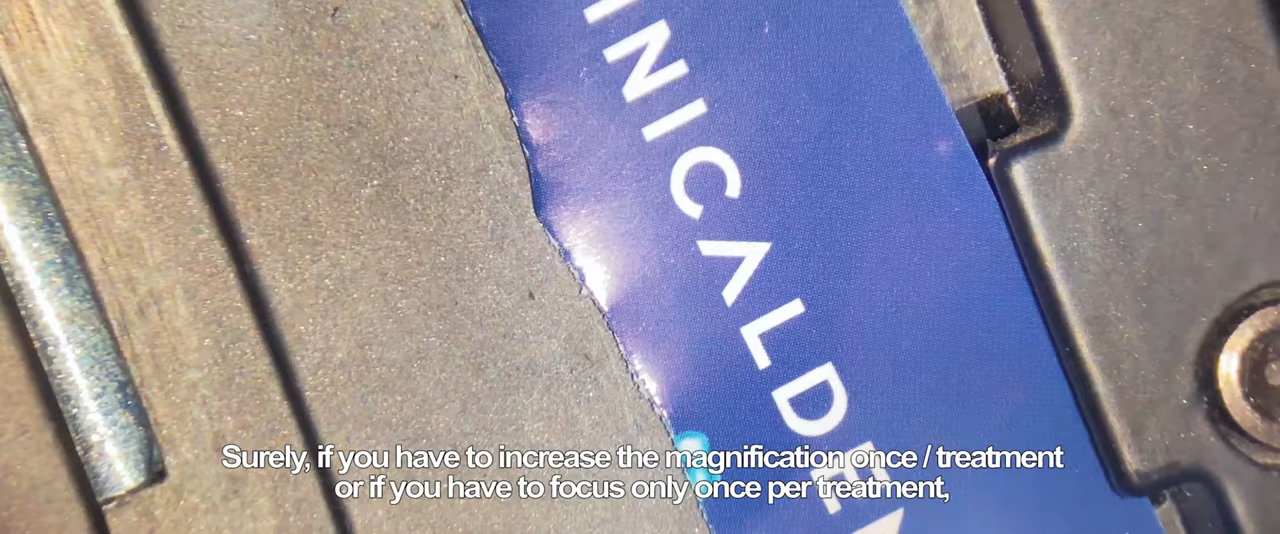 INICALDE
Surely, if you have to increase the magnification once / treatment
or if you have to focus only once per treatment,